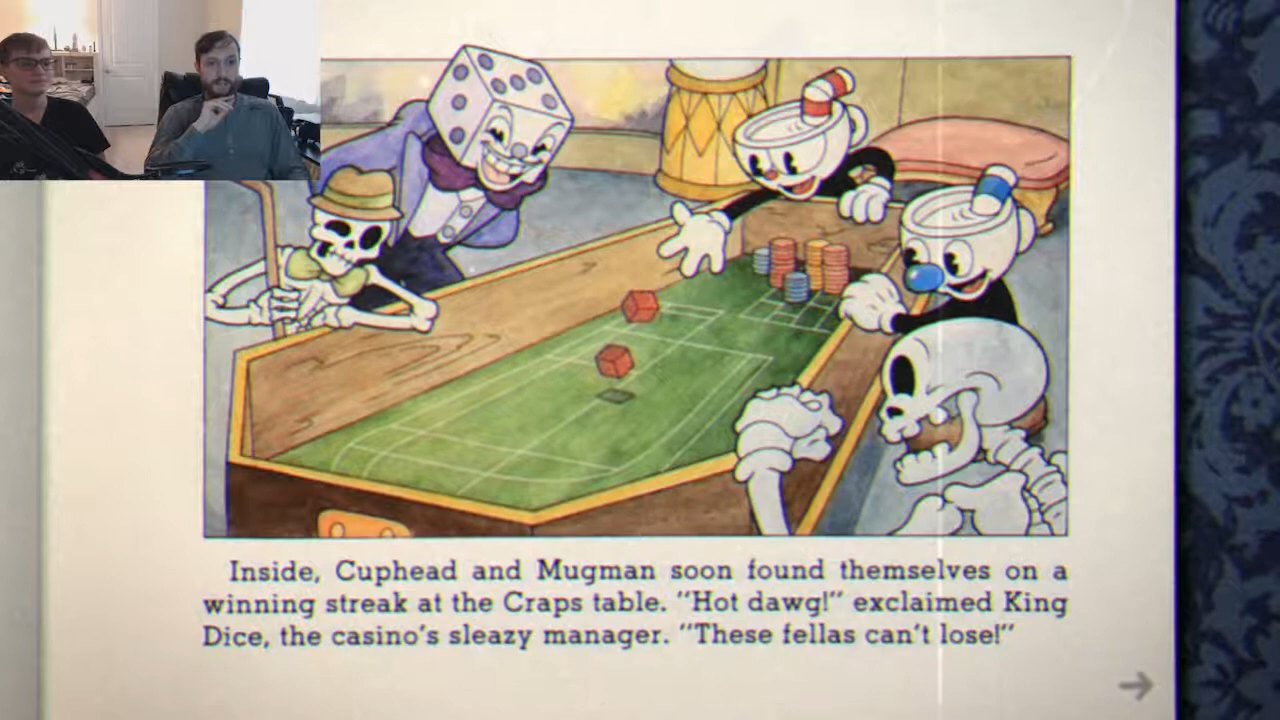 Inside, Cuphead and Mugman soon found themselves on a
winning streak at the Craps table. “Hot dawg!” exclaimed King
Dice, the casino’s sleazy manager. “These fellas can’t lose!”